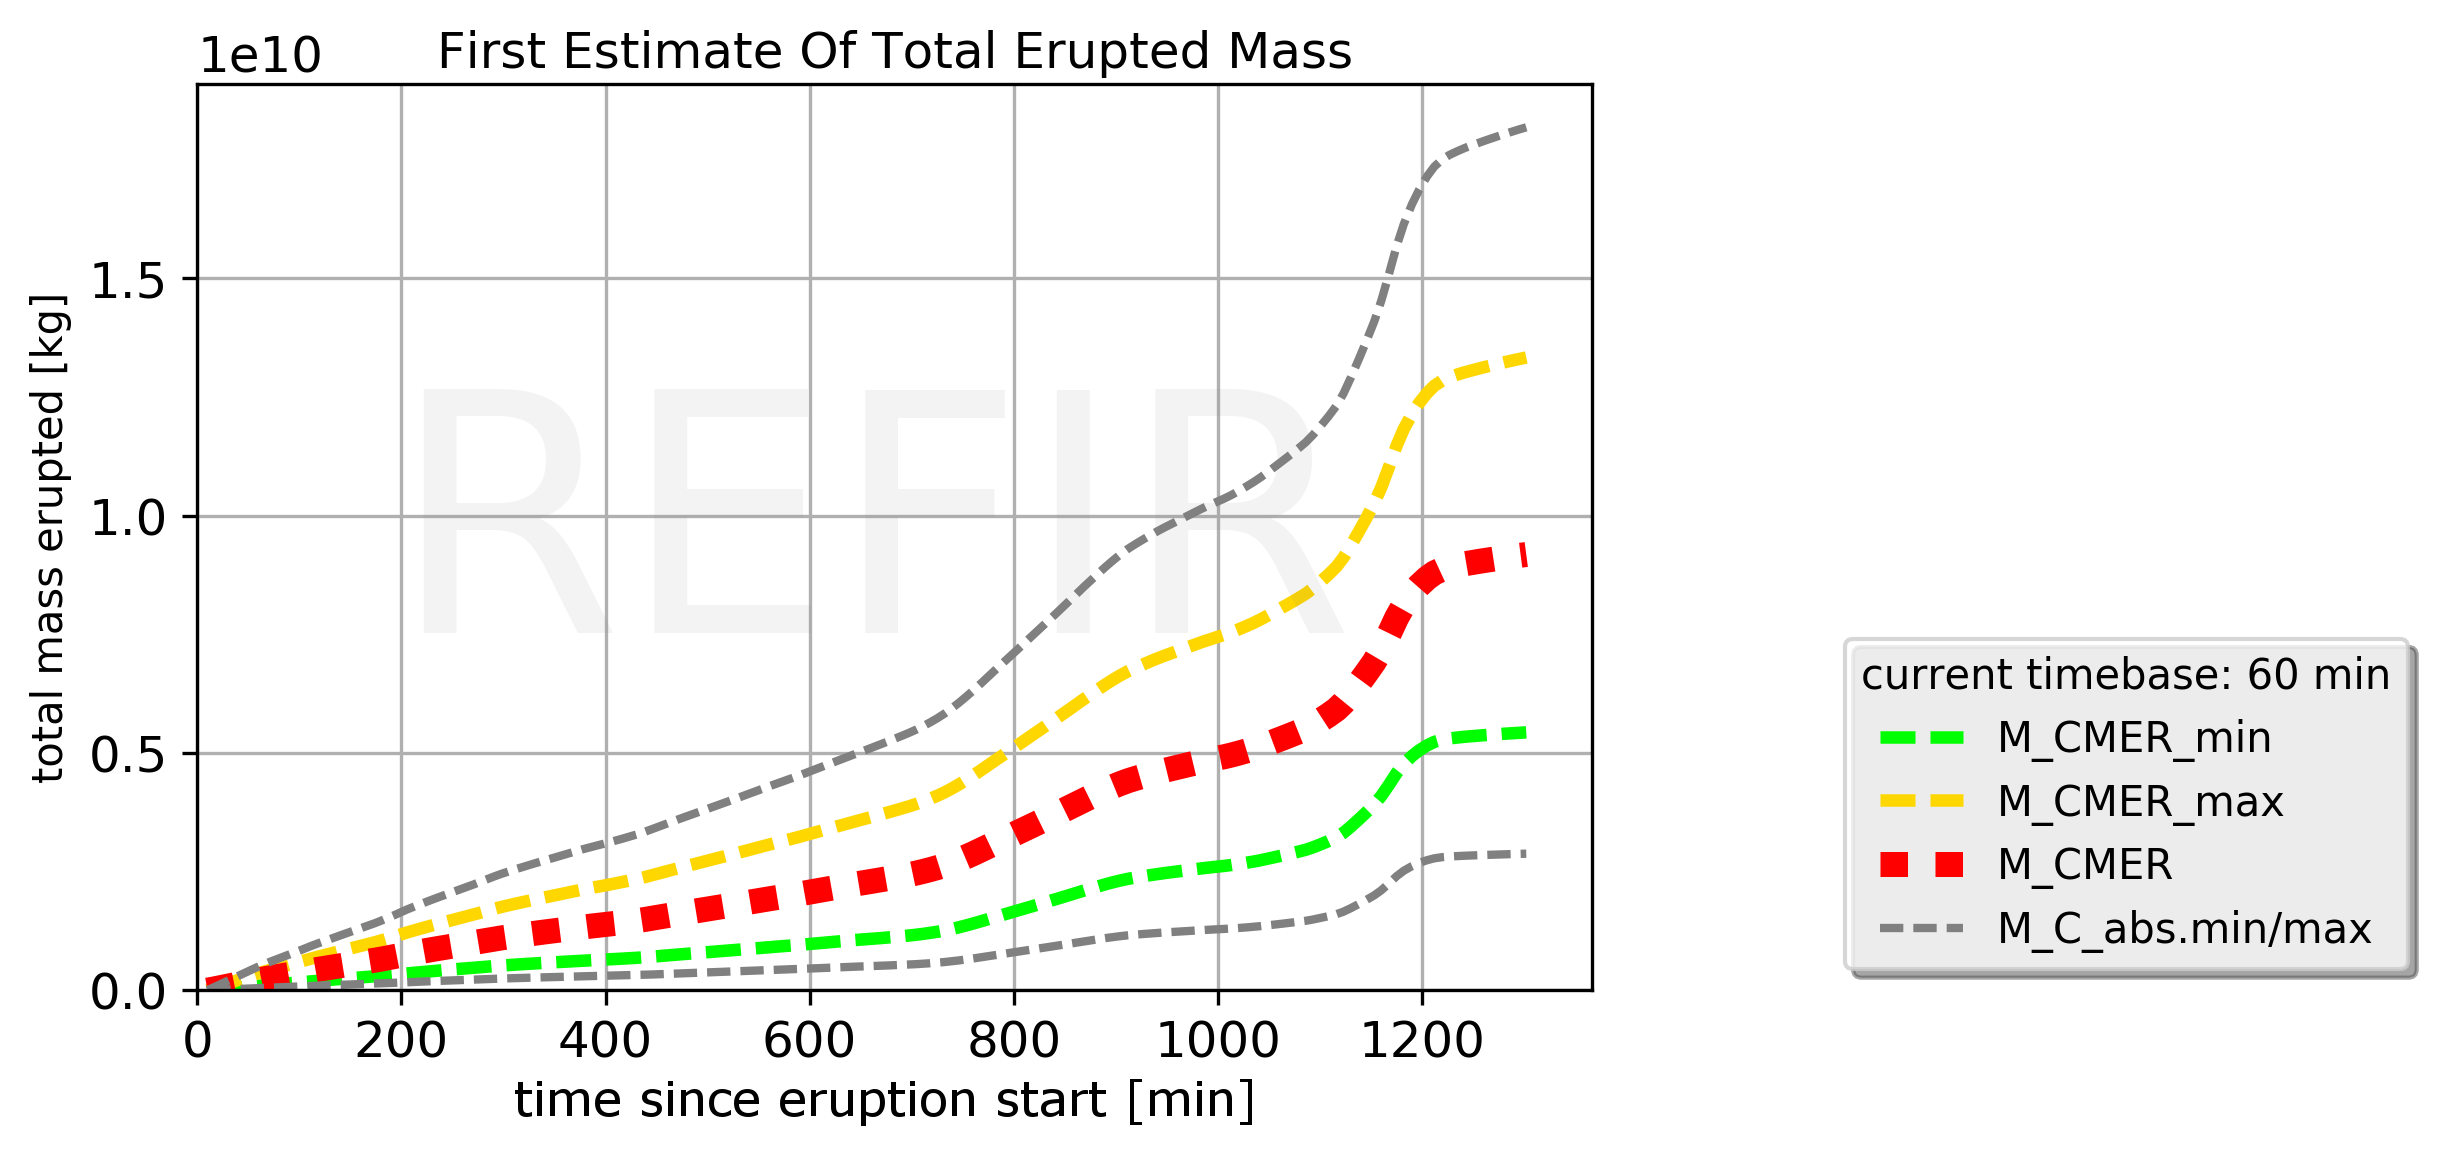 1e10
First Estimate Of Total Erupted Mass
total mass erupted [kg]
1.5
1.0
0.5
0.0
REFIR
0 200 400 600 800 1000 1200
time since eruption start [min]
current timebase: 60 min
M_CMER_min
M_CMER_max
M_CMER
M_C_abs.min/max